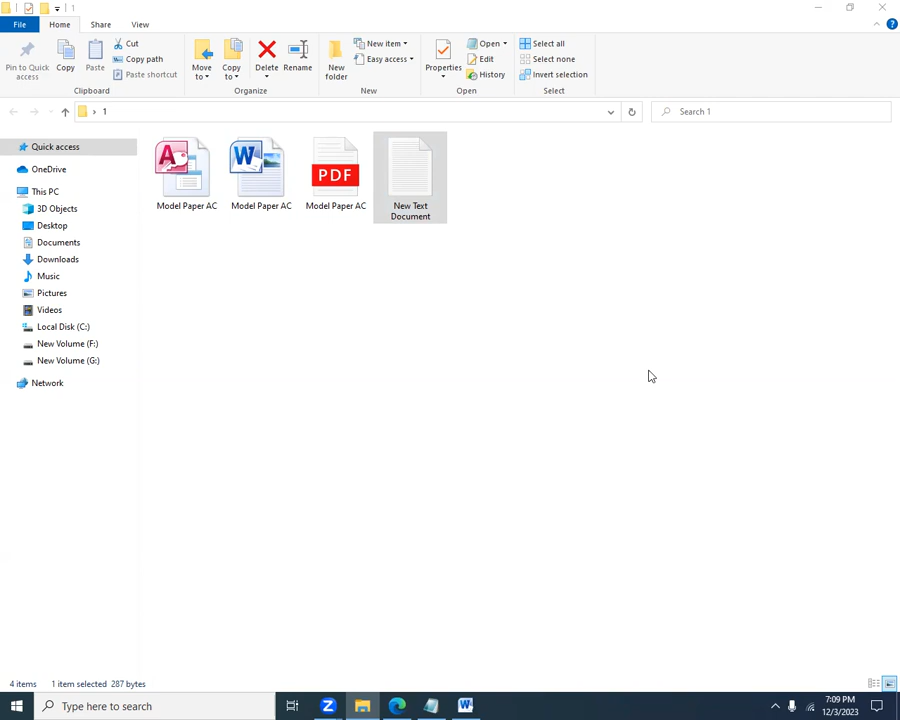 1
File
Home
Share
View
Pin to Quick access
Copy
Paste
Cut
Copy path
Paste shortcut
Clipboard
Move to
Copy to
Delete
Rename
Organize
New folder
New item
Easy access
New
Properties
Open
Edit
History
Open
Select all
Select none
Invert selection
Select
1
Search 1
Quick access
OneDrive
This PC
3D Objects
Desktop
Documents
Downloads
Music
Pictures
Videos
Local Disk (C:)
New Volume (F:)
New Volume (G:)
Network
A
Model Paper AC
W
Model Paper AC
PDF
Model Paper AC
New Text
Document
4 items 1 item selected 287 bytes
Type here to search
7:09 PM
12/3/2023